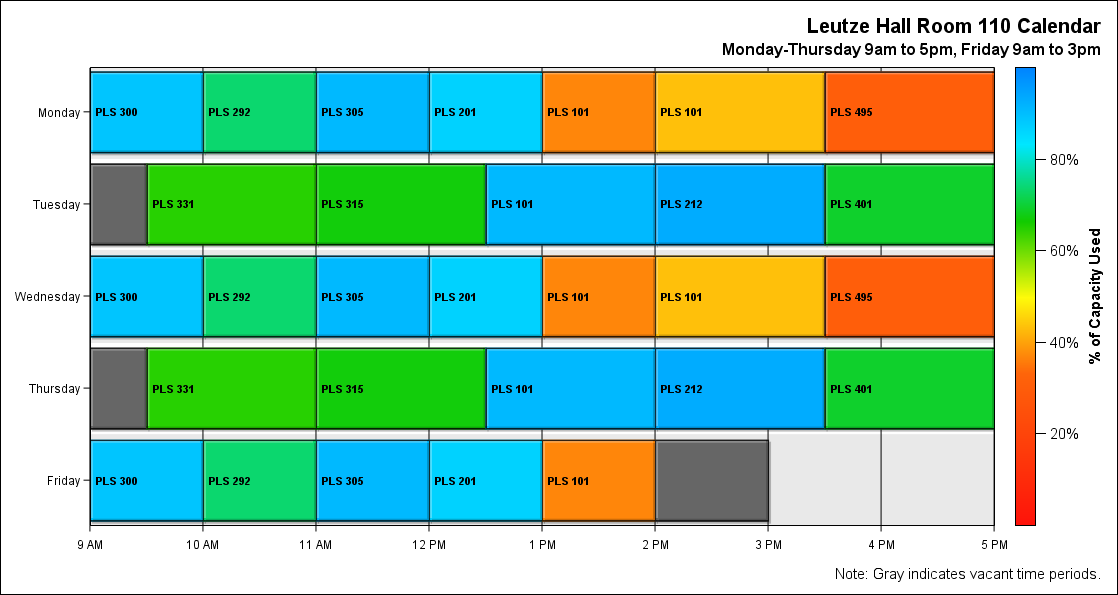 Leutze Hall Room 110 Calendar
Monday-Thursday 9am to 5pm, Friday 9am to 3pm
Monday PLS 300 PLS 292 PLS 305 PLS 201 PLS 101 PLS 101 PLS 495
Tuesday PLS 331 PLS 315 PLS 101 PLS 212 PLS 401
Wednesday PLS 300 PLS 292 PLS 305 PLS 201 PLS 101 PLS 101 PLS 495
Thursday PLS 331 PLS 315 PLS 101 PLS 212 PLS 401
Friday PLS 300 PLS 292 PLS 305 PLS 201 PLS 101
9 AM 10 AM 11 AM 12 PM 1 PM 2 PM 3 PM 4 PM 5 PM
80%
60%
40%
20%
% of Capacity Used
Note: Gray indicates vacant time periods.